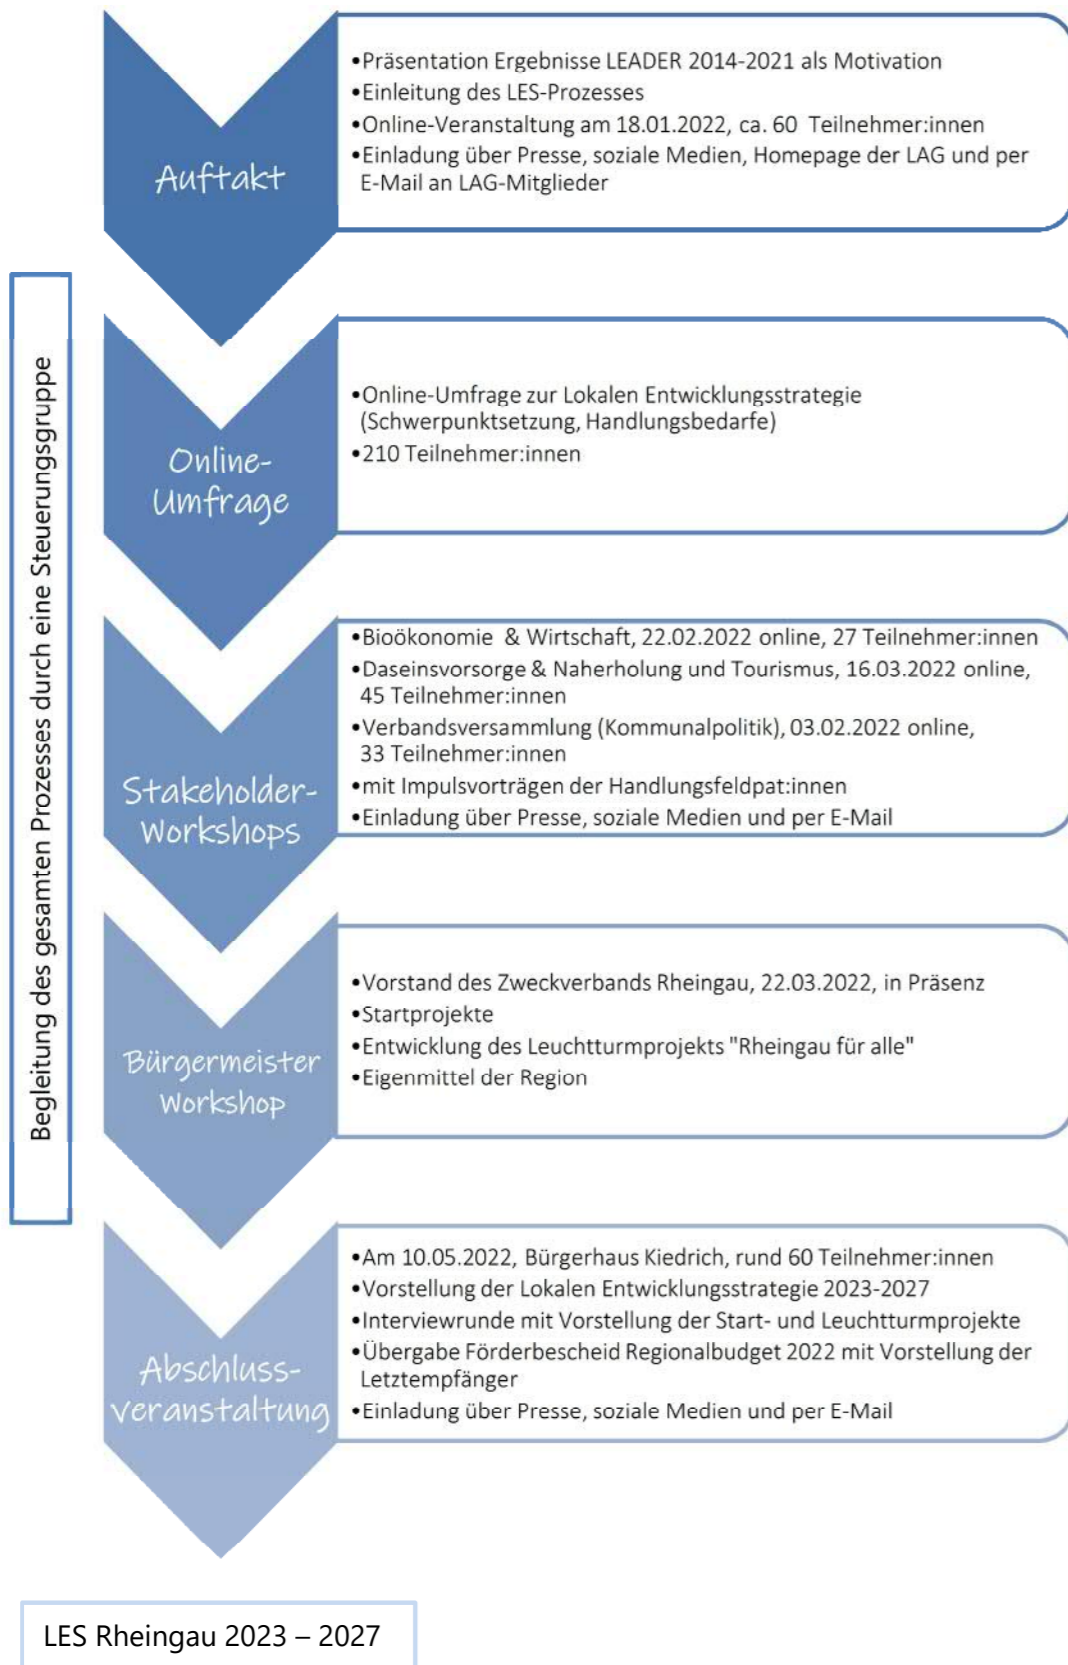 Auftakt
•Präsentation Ergebnisse LEADER 2014-2021 als Motivation
•Einleitung des LES-Prozesses
•Online-Veranstaltung am 18.01.2022, ca. 60 Teilnehmer:innen
•Einladung über Presse, soziale Medien, Homepage der LAG und per
E-Mail an LAG-Mitglieder
Begleitung des gesamten Prozesses durch eine Steuerungsgruppe
Online-
Umfrage
•Online-Umfrage zur Lokalen Entwicklungsstrategie
(Schwerpunktsetzung, Handlungsbedarfe)
•210 Teilnehmer:innen
Stakeholder-
Workshops
•Bioökonomie & Wirtschaft, 22.02.2022 online, 27 Teilnehmer:innen
•Daseinsvorsorge & Naherholung und Tourismus, 16.03.2022 online,
45 Teilnehmer:innen
•Verbandsversammlung (Kommunalpolitik), 03.02.2022 online,
33 Teilnehmer:innen
•mit Impulsvorträgen der Handlungsfeldpat:innen
•Einladung über Presse, soziale Medien und per E-Mail
Bürgermeister
Workshop
•Vorstand des Zweckverbands Rheingau, 22.03.2022, in Präsenz
•Startprojekte
•Entwicklung des Leuchtturmprojekts "Rheingau für alle"
•Eigenmittel der Region
Abschluss-
veranstaltung
•Am 10.05.2022, Bürgerhaus Kiedrich, rund 60 Teilnehmer:innen
•Vorstellung der Lokalen Entwicklungsstrategie 2023-2027
•Interviewrunde mit Vorstellung der Start- und Leuchtturmprojekte
•Übergabe Förderbescheid Regionalbudget 2022 mit Vorstellung der
Letztempfänger
•Einladung über Presse, soziale Medien und per E-Mail
LES Rheingau 2023 – 2027